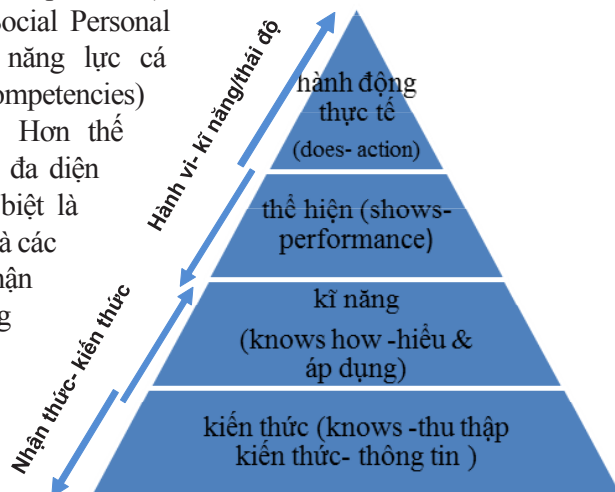 ocial Personal
năng lực cá
ompetencies)
Hơn thế
đa diện
biệt là
à các
hận
g
Hành vi- kĩ năng/thái độ
Nhận thức- kiến thức
hành động
thực tế
(does- action)
thể hiện (shows-
performance)
kĩ năng
(knows how -hiểu &
áp dụng)
kiến thức (knows -thu thập
kiến thức- thông tin )